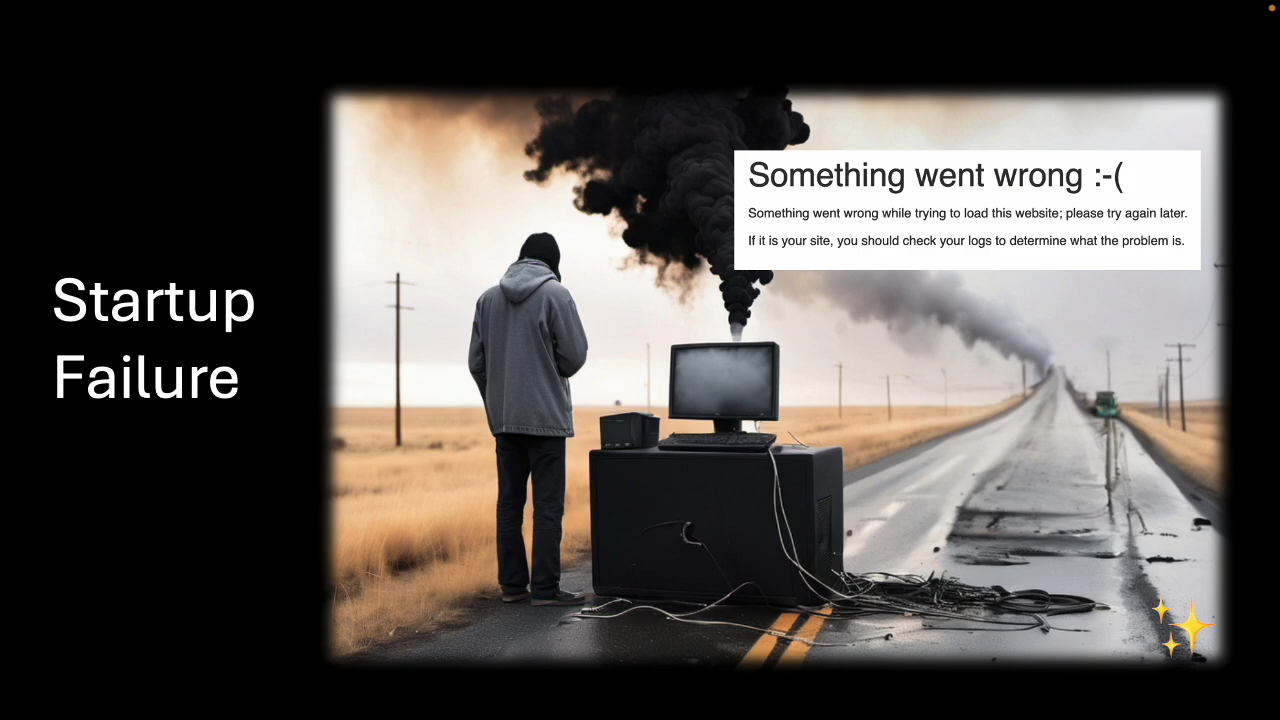 Startup
Failure
Something went wrong :-(
Something went wrong while trying to load this website; please try again later.
If it is your site, you should check your logs to determine what the problem is.